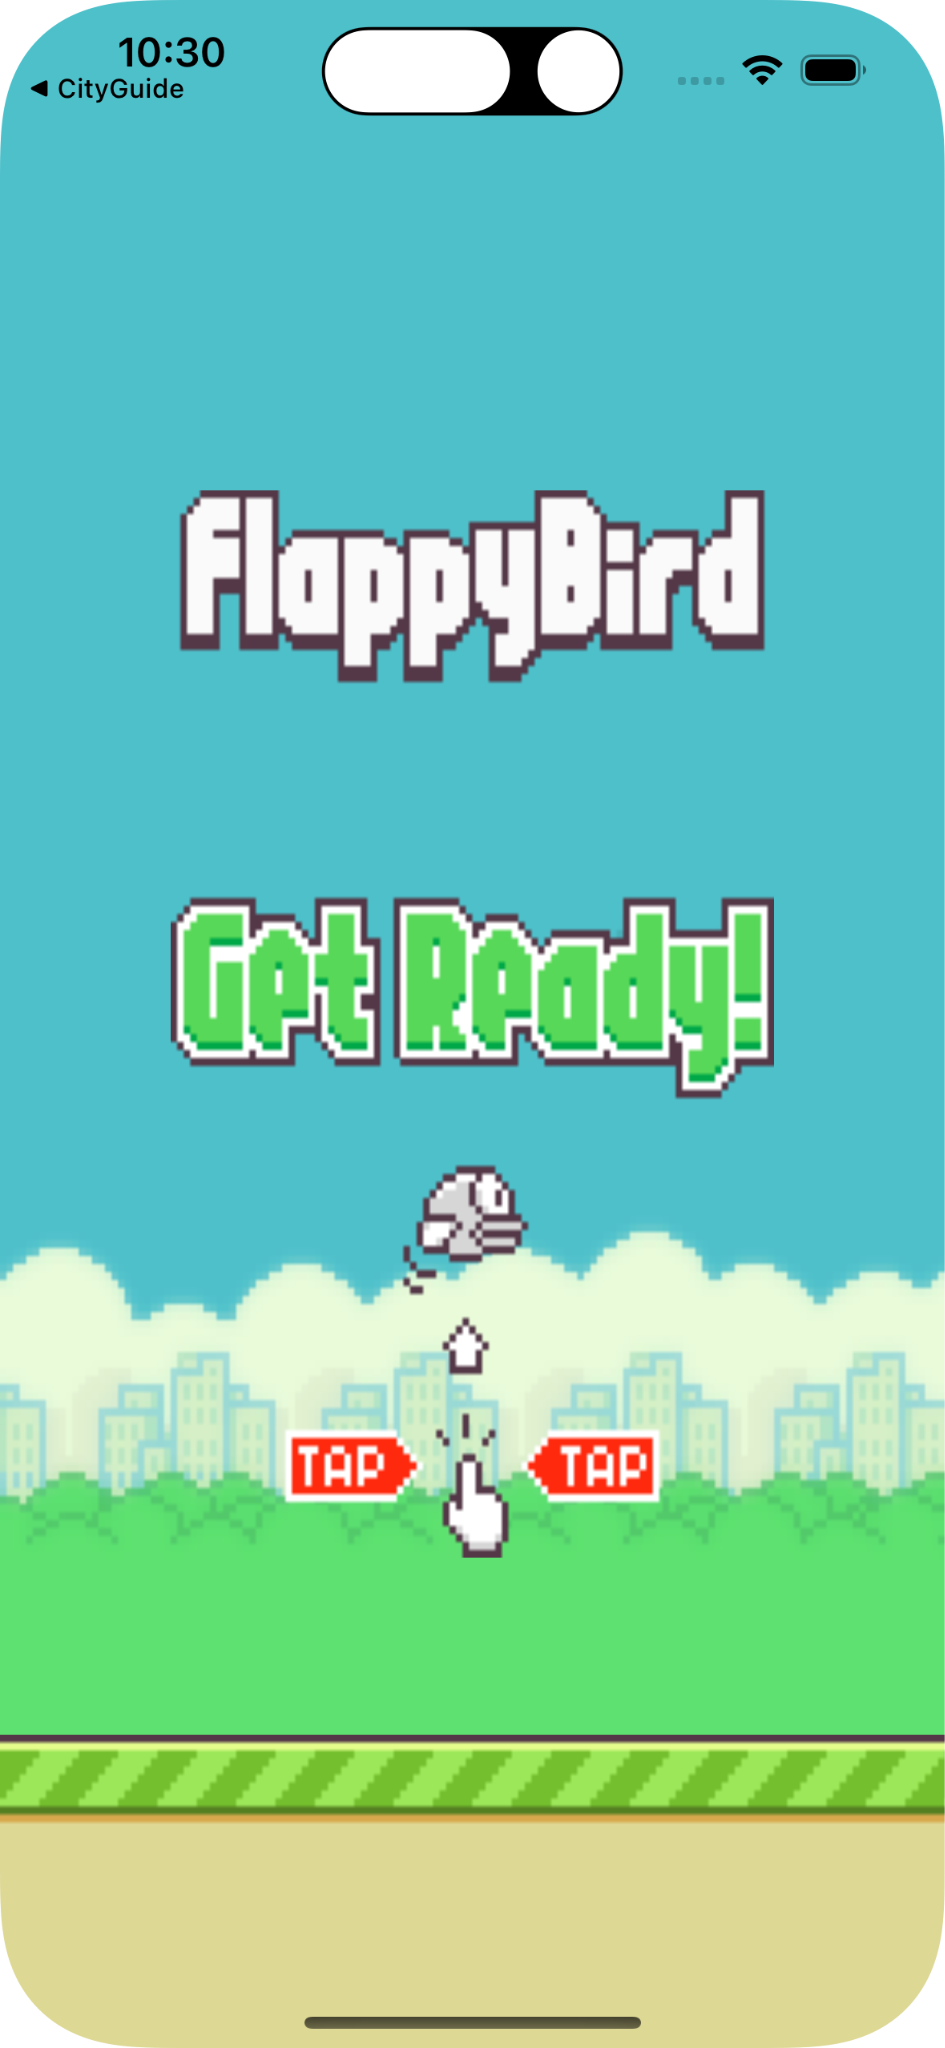 10:30
◀ CityGuide
FlappyBird
Get Ready!
TAP TAP